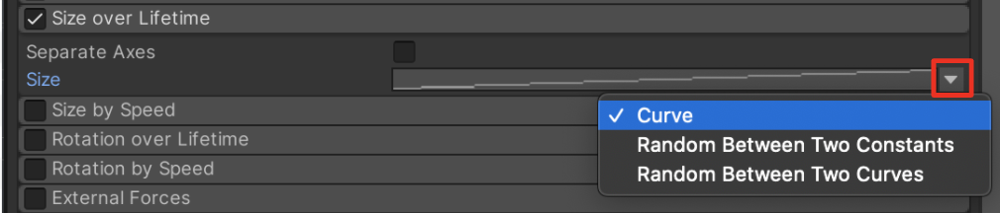 Size over Lifetime
Separate Axes
Size
Size by Speed
Rotation over Lifetime
Rotation by Speed
External Forces
Curve
Random Between Two Constants
Random Between Two Curves